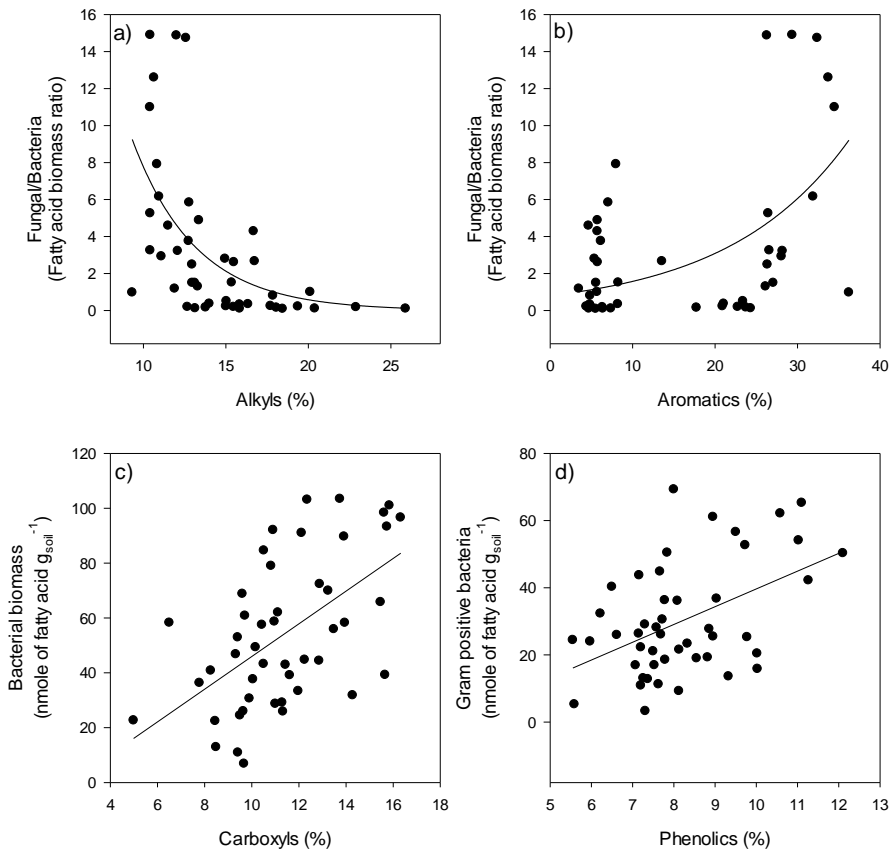 a)
16
14
12
10
8
6
4
2
0
Fungal/Bacteria
(Fatty acid biomass ratio)
10 15 20 25
Alkyls (%)
b)
16
14
12
10
8
6
4
2
0
Fungal/Bacteria
(Fatty acid biomass ratio)
0 10 20 30 40
Aromatics (%)
c)
120
100
80
60
40
20
0
Bacterial biomass
(nmole of fatty acid g_soil^-1)
4 6 8 10 12 14 16 18
Carboxyls (%)
d)
80
60
40
20
0
Gram positive bacteria
(nmole of fatty acid g_soil^-1)
5 6 7 8 9 10 11 12 13
Phenolics (%)